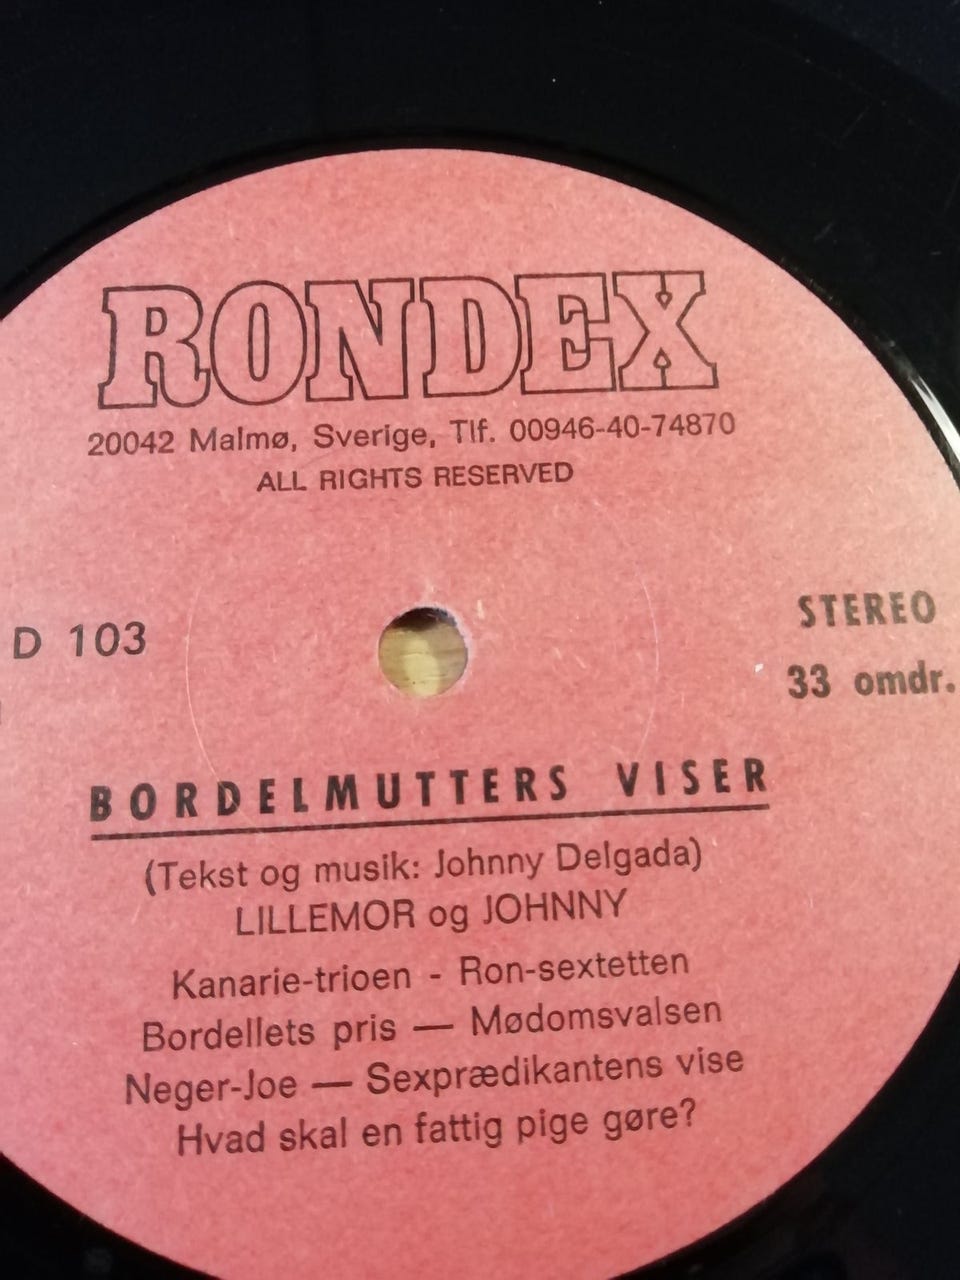 RONDEX
20042 Malmø, Sverige, Tlf. 00946-40-74870
ALL RIGHTS RESERVED
D 103
STEREO
33 omdr.
BORDELMUTTERS VISER
(Tekst og musik: Johnny Delgada)
LILLEMOR og JOHNNY
Kanarie-trioen - Ron-sextetten
Bordellets pris — Mødomsvalsen
Neger-Joe — Sexprædikantens vise
Hvad skal en fattig pige gøre?